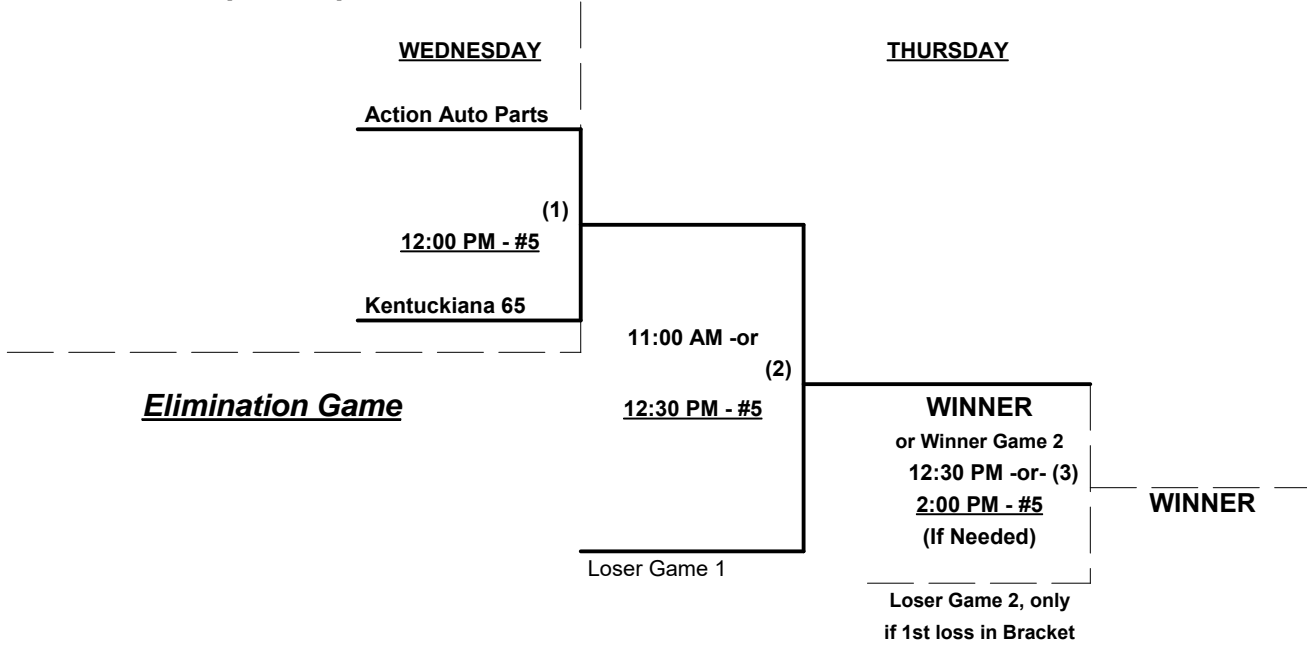 WEDNESDAY
THURSDAY
Action Auto Parts
(1)
12:00 PM - #5
Kentuckiana 65
11:00 AM -or
(2)
Elimination Game
12:30 PM - #5
WINNER
or Winner Game 2
12:30 PM -or- (3)
2:00 PM - #5
WINNER
(If Needed)
Loser Game 1
Loser Game 2, only
if 1st loss in Bracket